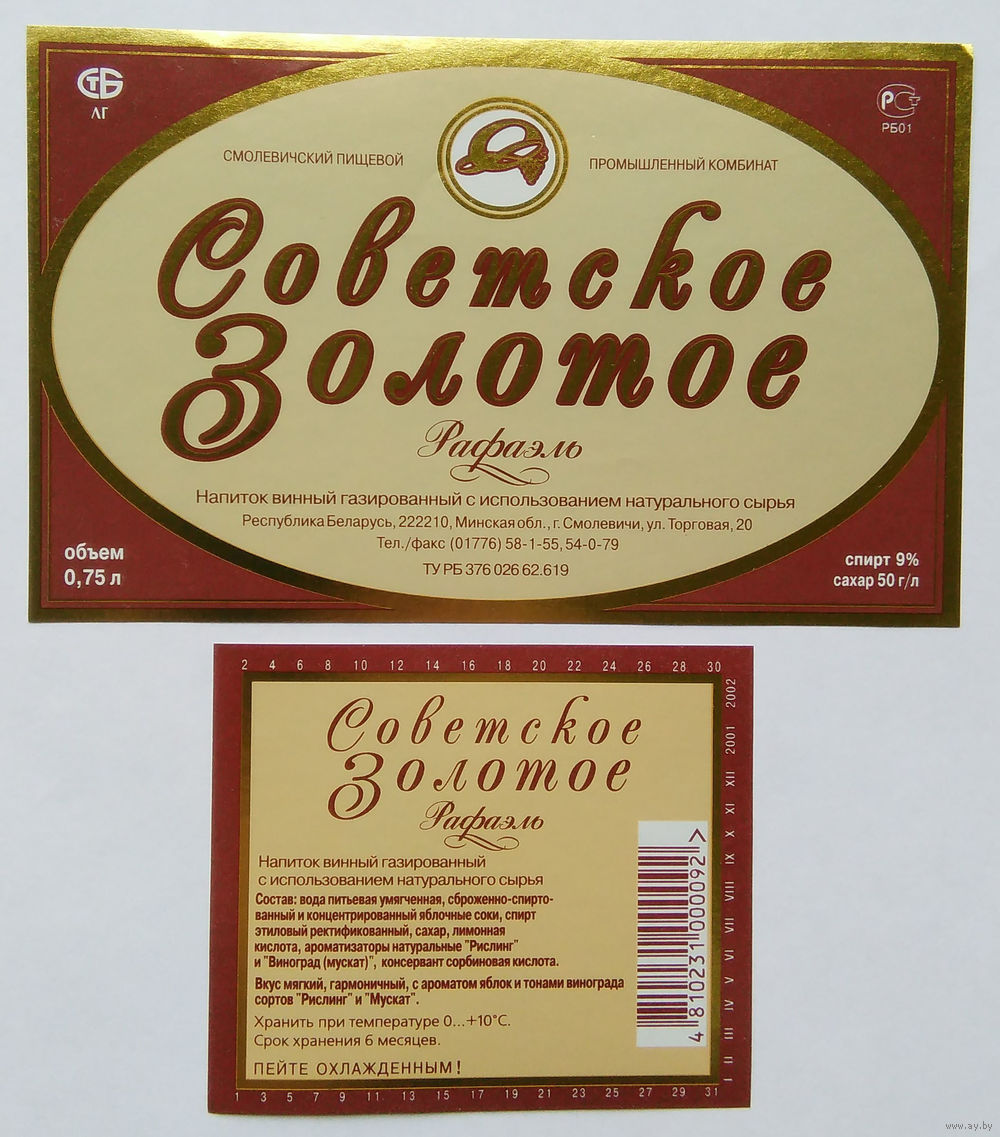 СТБ
ЛГ
РСТ
РБ01
СМОЛЕВИЧСКИЙ ПИЩЕВОЙ ПРОМЫШЛЕННЫЙ КОМБИНАТ
Советское
Золотое
Рафаэль
Напиток винный газированный с использованием натурального сырья
Республика Беларусь, 222210, Минская обл., г. Смолевичи, ул. Торговая, 20
Тел./факс (01776) 58-1-55, 54-0-79
ТУ РБ 376 026 62.619
объем
0,75 л
спирт 9%
сахар 50 г/л
2 4 6 8 10 12 14 16 18 20 22 24 26 28 30
Советское
Золотое
Рафаэль
Напиток винный газированный
с использованием натурального сырья
Состав: вода питьевая умягченная, сброженно-спирто-
ванный и концентрированный яблочные соки, спирт
этиловый ректификованный, сахар, лимонная
кислота, ароматизаторы натуральные "Рислинг"
и "Виноград (мускат)", консервант сорбиновая кислота.
Вкус мягкий, гармоничный, с ароматом яблок и тонами винограда
сортов "Рислинг" и "Мускат".
Хранить при температуре 0...+10°С.
Срок хранения 6 месяцев.
ПЕЙТЕ ОХЛАЖДЕННЫМ!
4 810231 000092 >
I II III IV V VI VII VIII IX X XI XII 2001 2002
1 3 5 7 9 11 13 15 17 19 21 23 25 27 29 31
www.ay.by